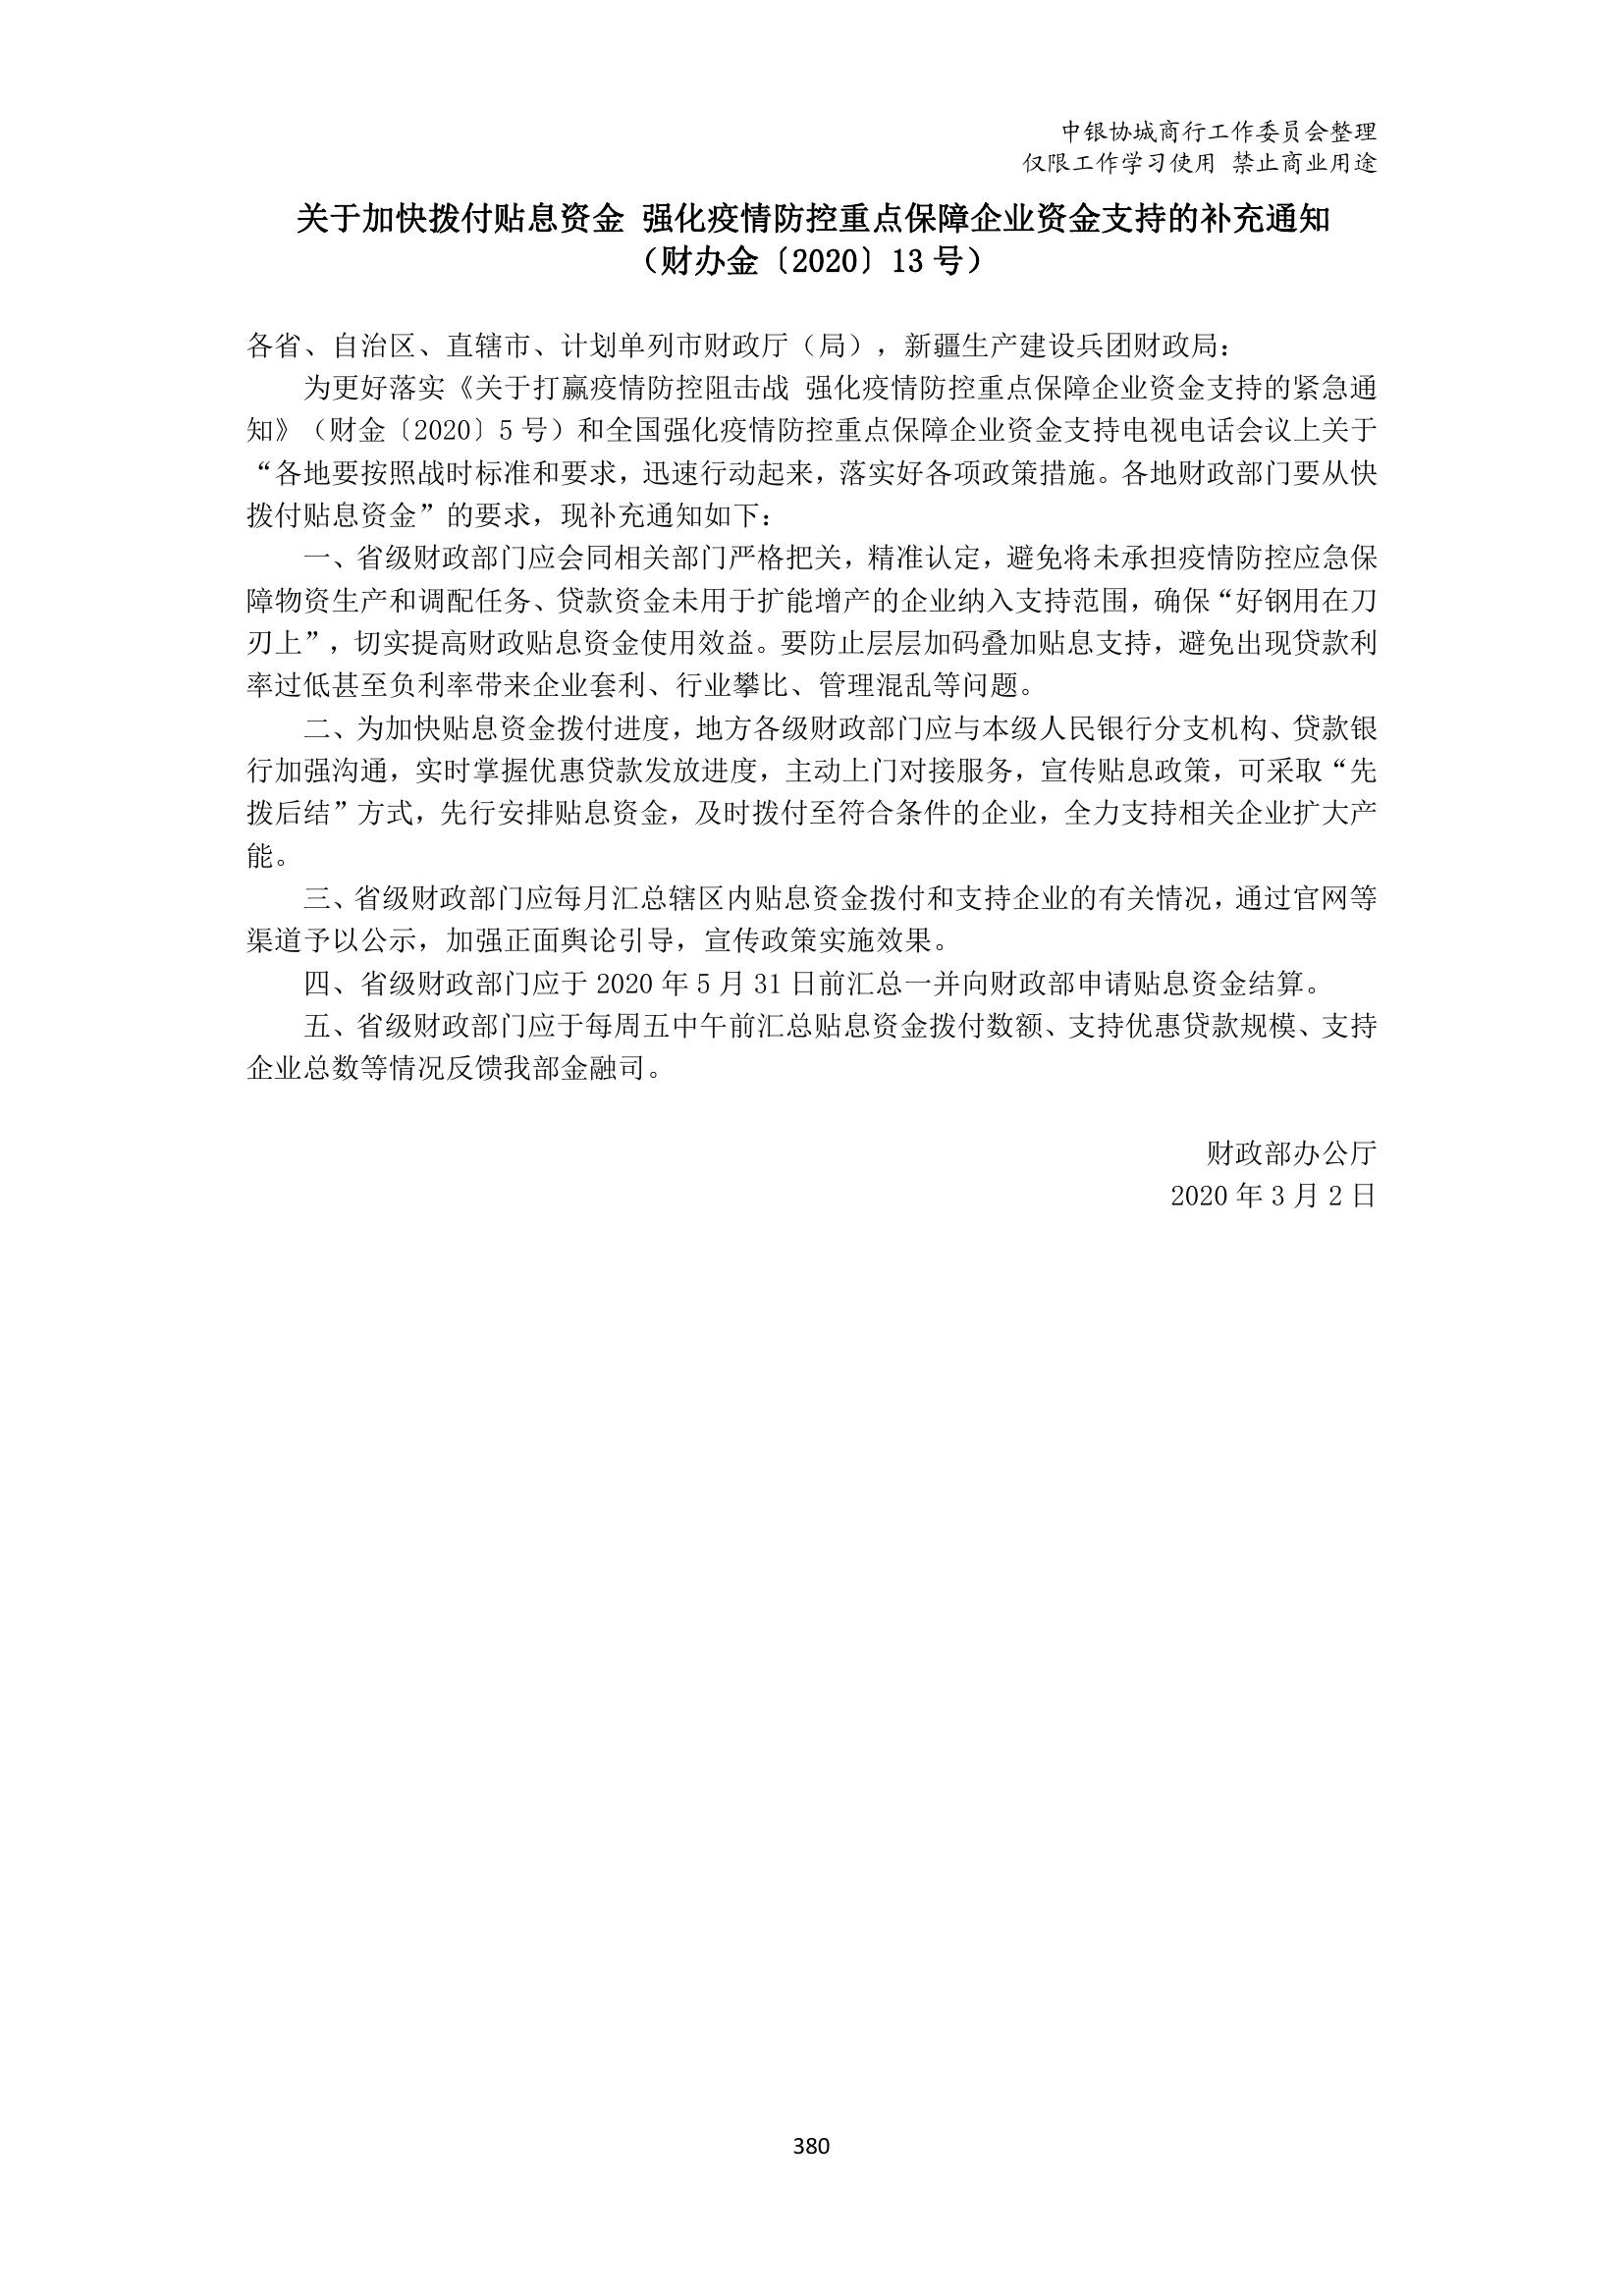 中银协城商行工作委员会整理
仅限工作学习使用 禁止商业用途
关于加快拨付贴息资金 强化疫情防控重点保障企业资金支持的补充通知
（财办金〔2020〕13 号）
各省、自治区、直辖市、计划单列市财政厅（局），新疆生产建设兵团财政局：
为更好落实《关于打赢疫情防控阻击战 强化疫情防控重点保障企业资金支持的紧急通
知》（财金〔2020〕5 号）和全国强化疫情防控重点保障企业资金支持电视电话会议上关于
“各地要按照战时标准和要求，迅速行动起来，落实好各项政策措施。各地财政部门要从快
拨付贴息资金”的要求，现补充通知如下：
一、省级财政部门应会同相关部门严格把关，精准认定，避免将未承担疫情防控应急保
障物资生产和调配任务、贷款资金未用于扩能增产的企业纳入支持范围，确保“好钢用在刀
刃上”，切实提高财政贴息资金使用效益。要防止层层加码叠加贴息支持，避免出现贷款利
率过低甚至负利率带来企业套利、行业攀比、管理混乱等问题。
二、为加快贴息资金拨付进度，地方各级财政部门应与本级人民银行分支机构、贷款银
行加强沟通，实时掌握优惠贷款发放进度，主动上门对接服务，宣传贴息政策，可采取“先
拨后结”方式，先行安排贴息资金，及时拨付至符合条件的企业，全力支持相关企业扩大产
能。
三、省级财政部门应每月汇总辖区内贴息资金拨付和支持企业的有关情况，通过官网等
渠道予以公示，加强正面舆论引导，宣传政策实施效果。
四、省级财政部门应于 2020 年 5 月 31 日前汇总一并向财政部申请贴息资金结算。
五、省级财政部门应于每周五中午前汇总贴息资金拨付数额、支持优惠贷款规模、支持
企业总数等情况反馈我部金融司。
财政部办公厅
2020 年 3 月 2 日
380